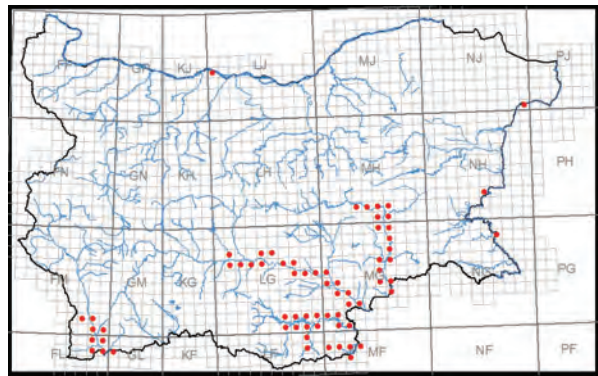 FP GP KJ LJ MJ NJ PJ
FN GN KH LH MH NH PH
FM GM KG LG MG NG PG
FL GL KF LF MF NF PF